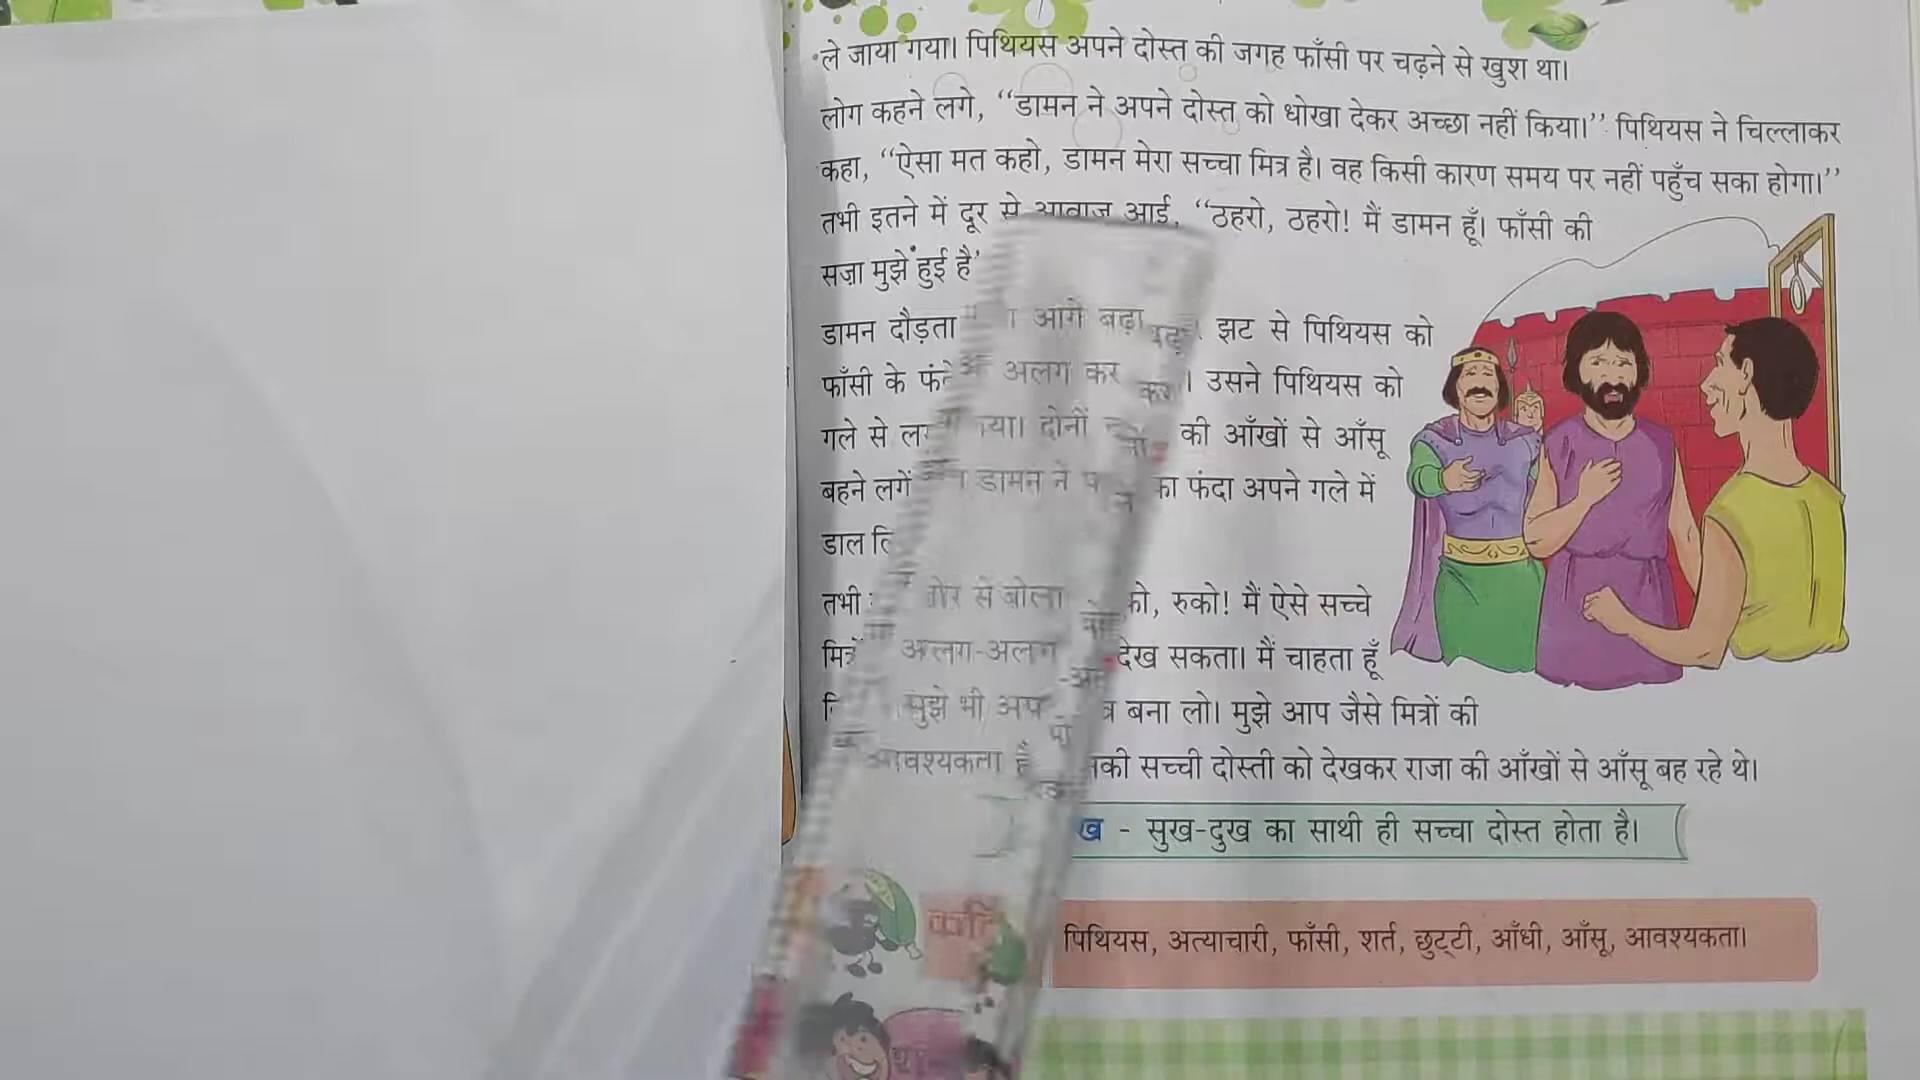 ले जाया गया। पिथियस अपने दोस्त की जगह फाँसी पर चढ़ने से खुश था।
लोग कहने लगे, “डामन ने अपने दोस्त को धोखा देकर अच्छा नहीं किया।” पिथियस ने चिल्लाकर
कहा, “ऐसा मत कहो, डामन मेरा सच्चा मित्र है। वह किसी कारण समय पर नहीं पहुँच सका होगा।”
तभी इतने में दूर से आवाज आई, “ठहरो, ठहरो! मैं डामन हूँ। फाँसी की
सज़ा मुझे हुई है
डामन दौड़ता आगे बढ़ा झट से पिथियस को
फाँसी के अलग कर उसने पिथियस को
गले से दोनों की आँखों से आँसू
बहने लगे डामन ने का फंदा अपने गले में
डाल
तभी से बोला रुको! मैं ऐसे सच्चे
अलग-अलग देख सकता। मैं चाहता हूँ
मुझे भी बना लो। मुझे आप जैसे मित्रों की
आवश्यकता है सच्ची दोस्ती को देखकर राजा की आँखों से आँसू बह रहे थे।
- सुख-दुख का साथी ही सच्चा दोस्त होता है।
पिथियस, अत्याचारी, फाँसी, शर्त, छुट्टी, आँधी, आँसू, आवश्यकता।